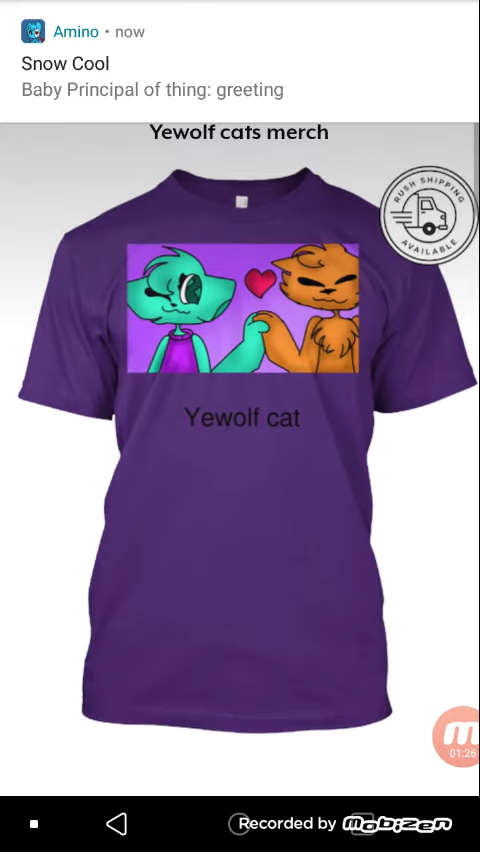 Amino • now
Snow Cool
Baby Principal of thing: greeting
Yewolf cats merch
RUSH SHIPPING
AVAILABLE
Yewolf cat
01:26
Recorded by Mobizen